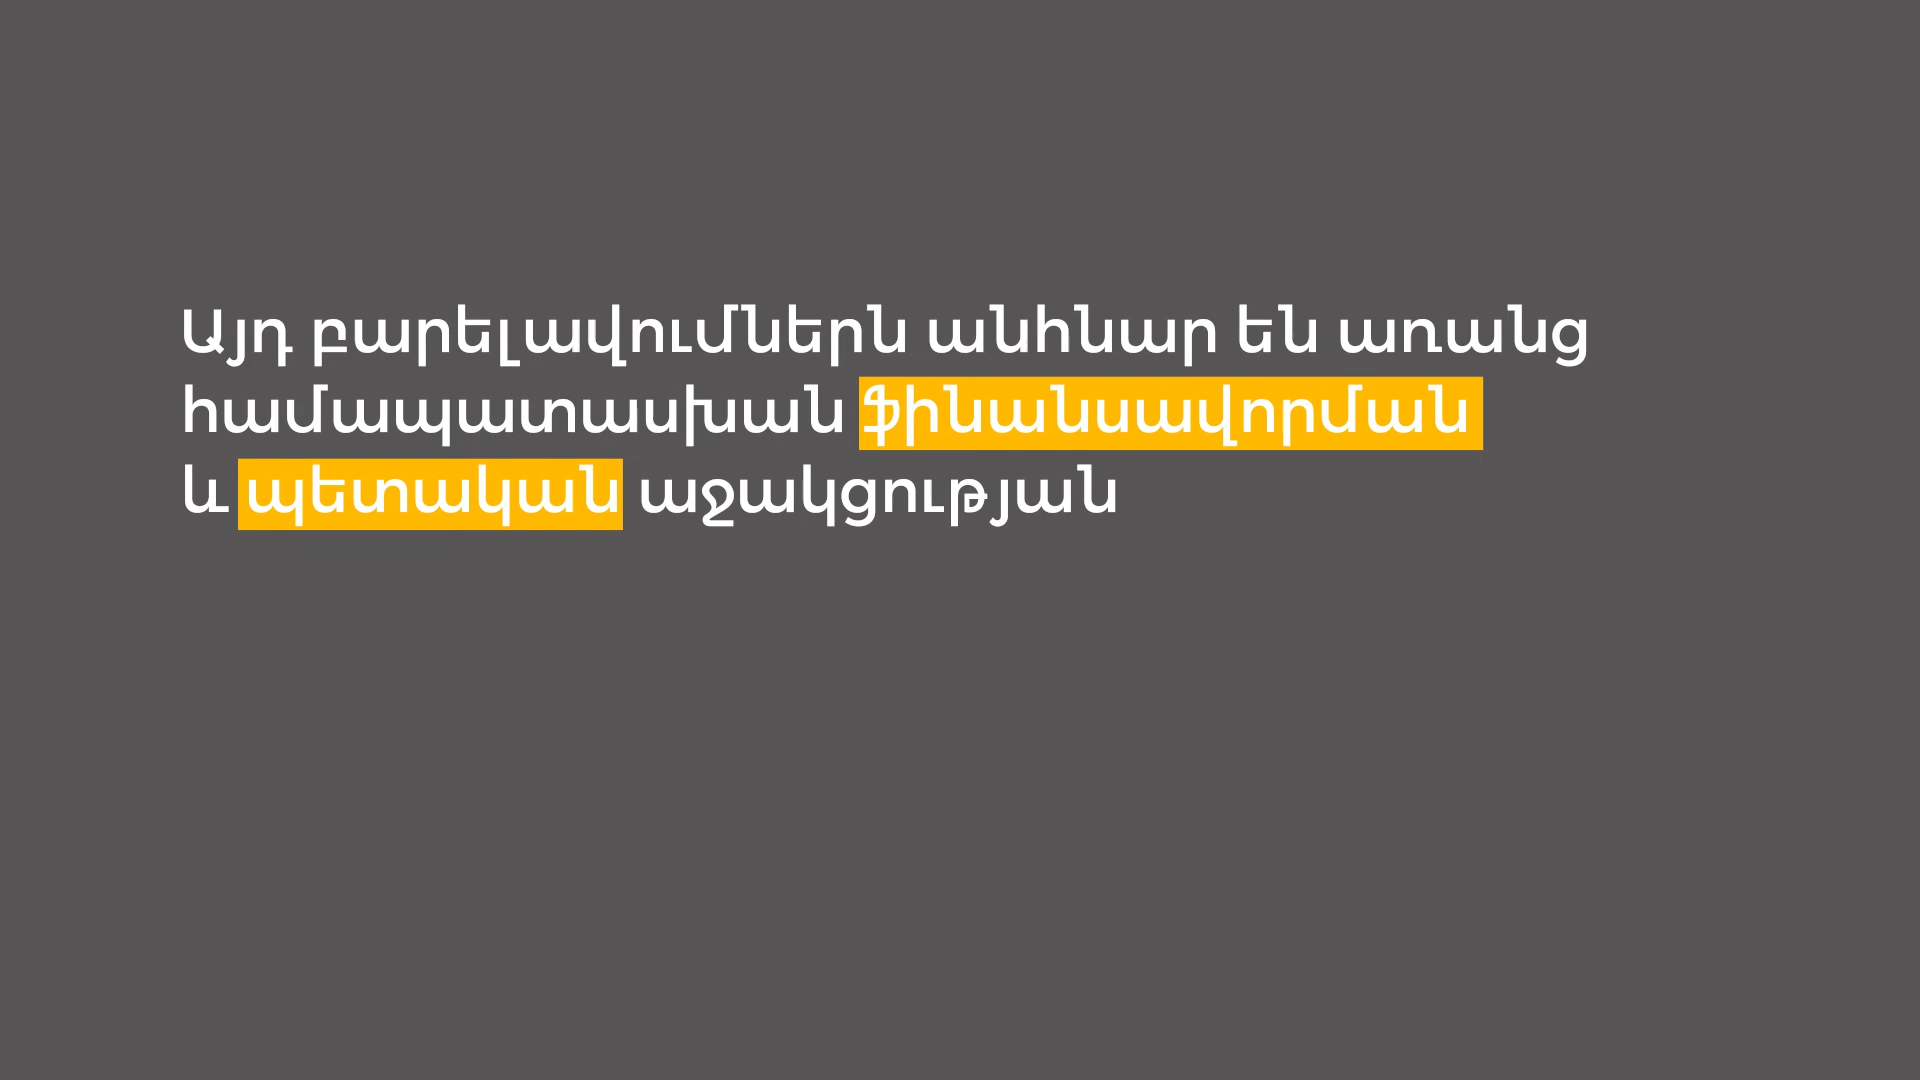 Այդ բարելավումներն անհնար են առանց
համապատասխան ֆինանսավորման
և պետական աջակցության